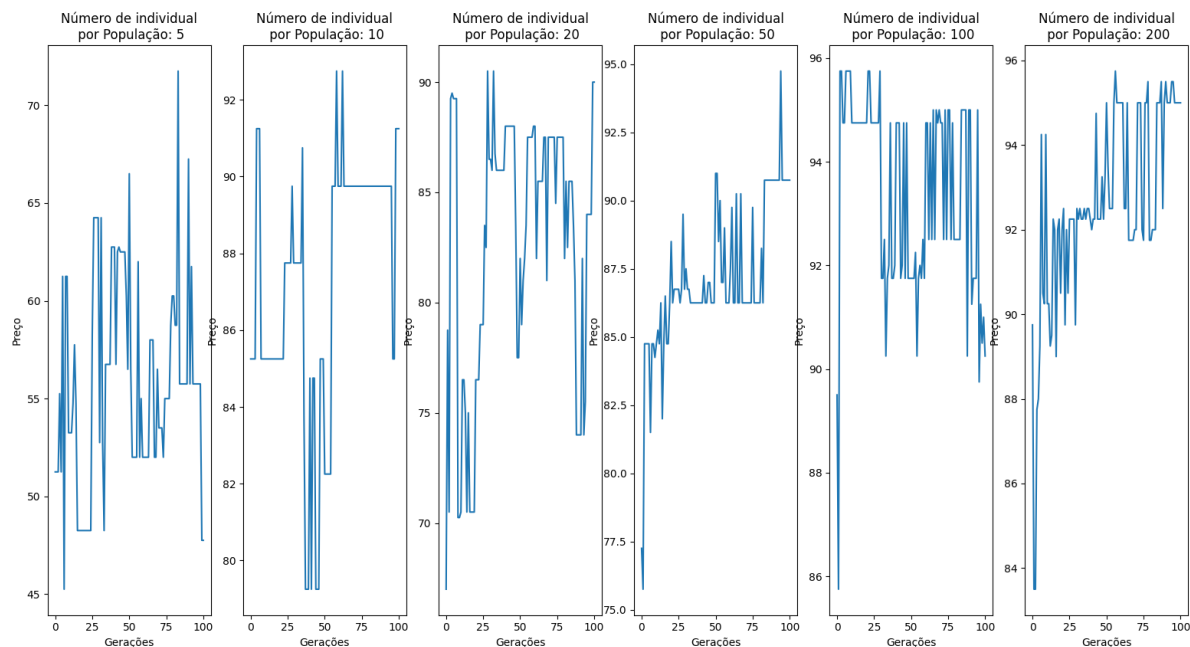 Número de individual
por População: 5
70
65
60
55
50
45
Preço
0 25 50 75 100
Gerações
Número de individual
por População: 10
92
90
88
86
84
82
80
Preço
0 25 50 75 100
Gerações
Número de individual
por População: 20
90
85
80
75
70
Preço
0 25 50 75 100
Gerações
Número de individual
por População: 50
95.0
92.5
90.0
87.5
85.0
82.5
80.0
77.5
75.0
Preço
0 25 50 75 100
Gerações
Número de individual
por População: 100
96
94
92
90
88
86
Preço
0 25 50 75 100
Gerações
Número de individual
por População: 200
96
94
92
90
88
86
84
Preço
0 25 50 75 100
Gerações